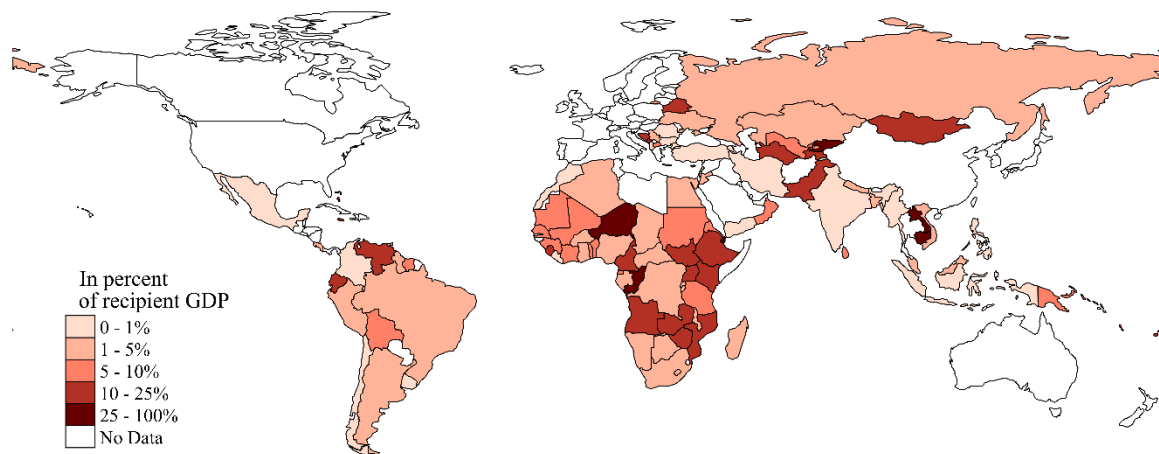 In percent
of recipient GDP
0 - 1%
1 - 5%
5 - 10%
10 - 25%
25 - 100%
No Data